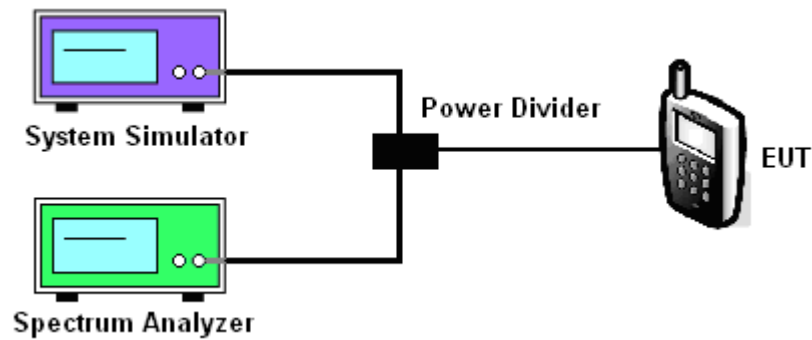 System Simulator
Power Divider
EUT
Spectrum Analyzer